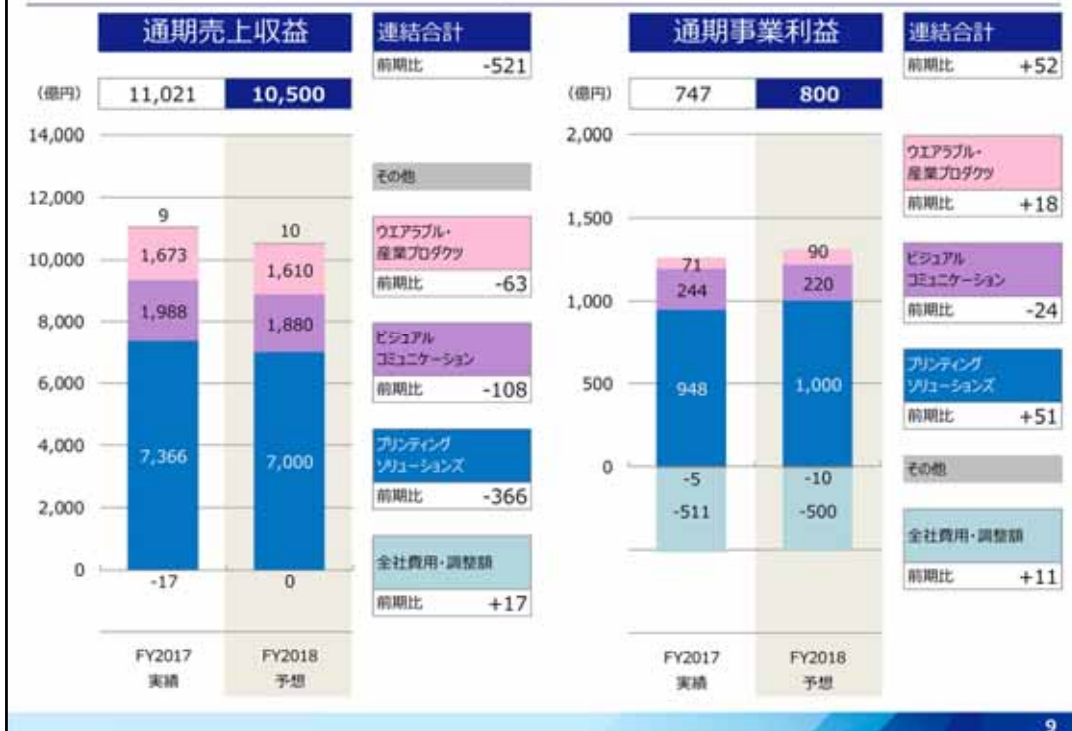 通期売上収益
連結合計
前期比 -521
(億円) 11,021 10,500
14,000
12,000
10,000
8,000
6,000
4,000
2,000
0
9
1,673
1,988
7,366
-17
10
1,610
1,880
7,000
0
FY2017
実績
FY2018
予想
その他
ウエアラブル・
産業プロダクツ
前期比 -63
ビジュアル
コミュニケーション
前期比 -108
プリンティング
ソリューションズ
前期比 -366
全社費用・調整額
前期比 +17
通期事業利益
連結合計
前期比 +52
(億円) 747 800
2,000
1,500
1,000
500
0
71
244
948
-5
-511
90
220
1,000
-10
-500
FY2017
実績
FY2018
予想
ウエアラブル・
産業プロダクツ
前期比 +18
ビジュアル
コミュニケーション
前期比 -24
プリンティング
ソリューションズ
前期比 +51
その他
全社費用・調整額
前期比 +11
9